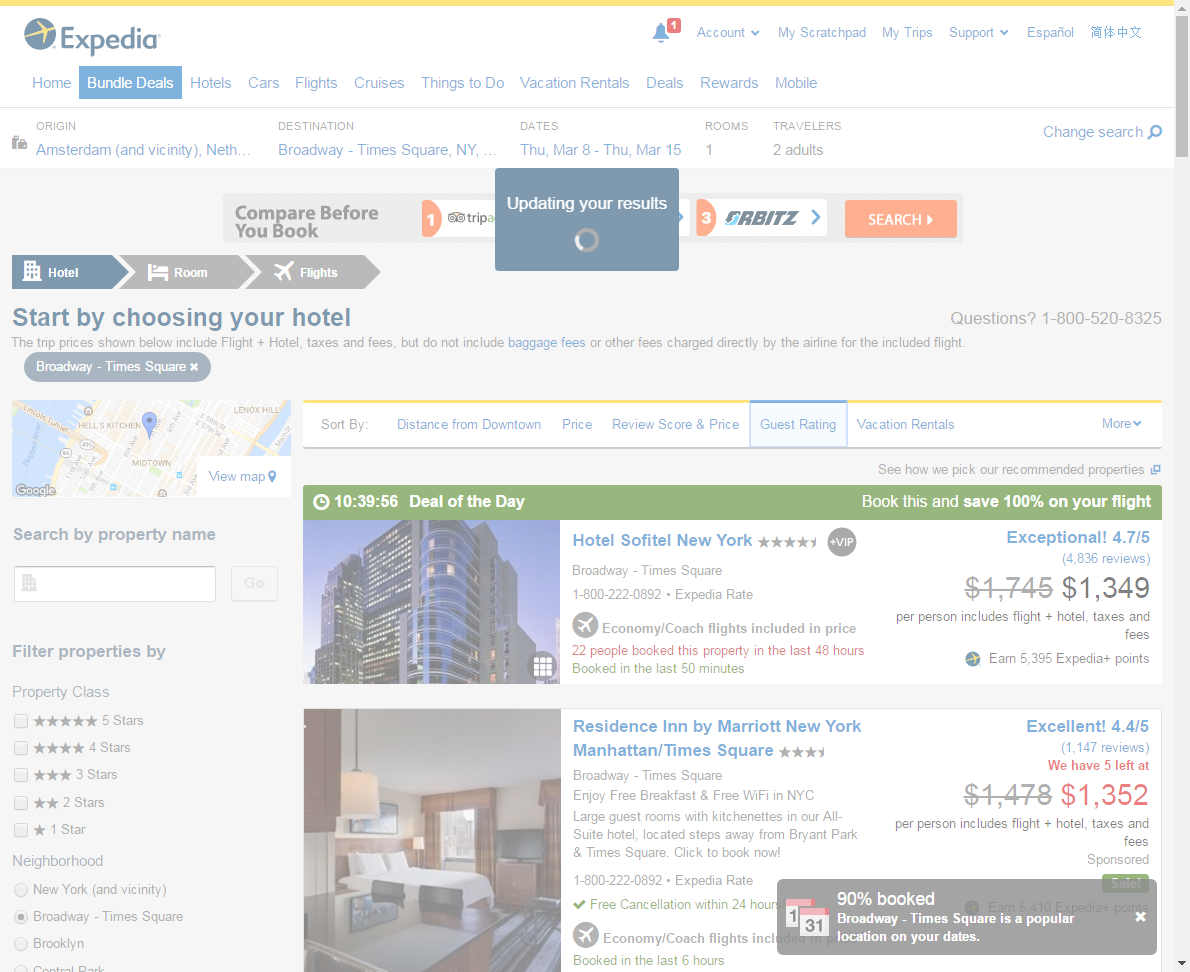 Expedia
1
Account
My Scratchpad
My Trips
Support
Español
简体中文
Home
Bundle Deals
Hotels
Cars
Flights
Cruises
Things to Do
Vacation Rentals
Deals
Rewards
Mobile
ORIGIN
Amsterdam (and vicinity), Neth...
DESTINATION
Broadway - Times Square, NY, ...
DATES
Thu, Mar 8 - Thu, Mar 15
ROOMS
1
TRAVELERS
2 adults
Change search
Updating your results
Compare Before
You Book
1
3
ORBITZ
SEARCH
Hotel
Room
Flights
Start by choosing your hotel
Questions? 1-800-520-8325
The trip prices shown below include Flight + Hotel, taxes and fees, but do not include baggage fees or other fees charged directly by the airline for the included flight.
Broadway - Times Square
LENOX HILL
HELL'S KITCHEN
MIDTOWN
495
Google
View map
Sort By:
Distance from Downtown
Price
Review Score & Price
Guest Rating
Vacation Rentals
More
See how we pick our recommended properties
Search by property name
Go
Filter properties by
Property Class
5 Stars
4 Stars
3 Stars
2 Stars
1 Star
Neighborhood
New York (and vicinity)
Broadway - Times Square
Brooklyn
Central Park
10:39:56 Deal of the Day
Book this and save 100% on your flight
Hotel Sofitel New York
+VIP
Broadway - Times Square
1-800-222-0892 • Expedia Rate
Economy/Coach flights included in price
22 people booked this property in the last 48 hours
Booked in the last 50 minutes
Exceptional! 4.7/5
(4,836 reviews)
$1,745 $1,349
per person includes flight + hotel, taxes and
fees
Earn 5,395 Expedia+ points
Residence Inn by Marriott New York
Manhattan/Times Square
Broadway - Times Square
Enjoy Free Breakfast & Free WiFi in NYC
Large guest rooms with kitchenettes in our All-
Suite hotel, located steps away from Bryant Park
& Times Square. Click to book now!
1-800-222-0892 • Expedia Rate
Free Cancellation within 24 hours
Economy/Coach flights included in
Booked in the last 6 hours
Excellent! 4.4/5
(1,147 reviews)
We have 5 left at
$1,478 $1,352
per person includes flight + hotel, taxes and
fees
Sponsored
Sale!
Earn 5,410 Expedia+ points
1
31
90% booked
Broadway - Times Square is a popular
location on your dates.